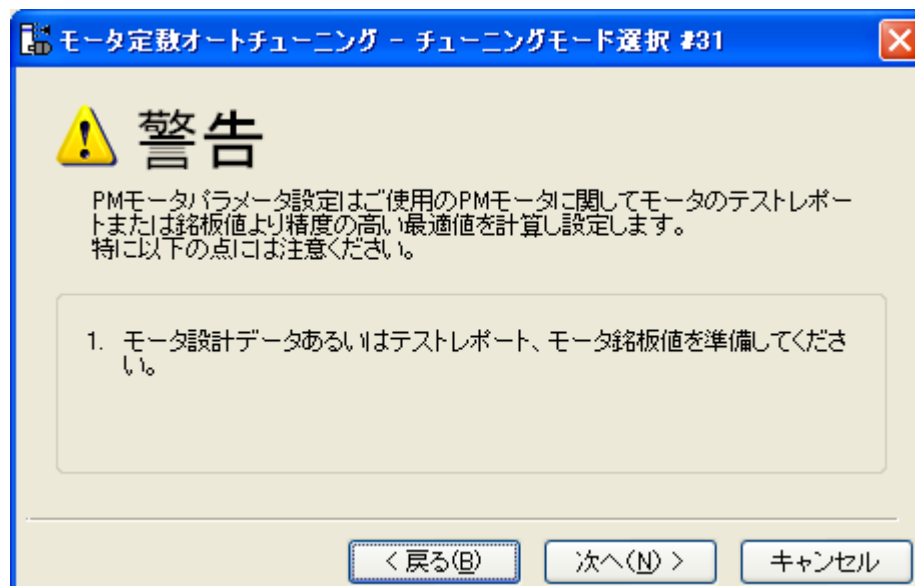 モータ定数オートチューニング - チューニングモード選択 #31
警告
PMモータパラメータ設定はご使用のPMモータに関してモータのテストレポー
トまたは銘板値より精度の高い最適値を計算し設定します。
特に以下の点には注意ください。
1. モータ設計データあるいはテストレポート、モータ銘板値を準備してくださ
い。
< 戻る(B)
次へ(N) >
キャンセル